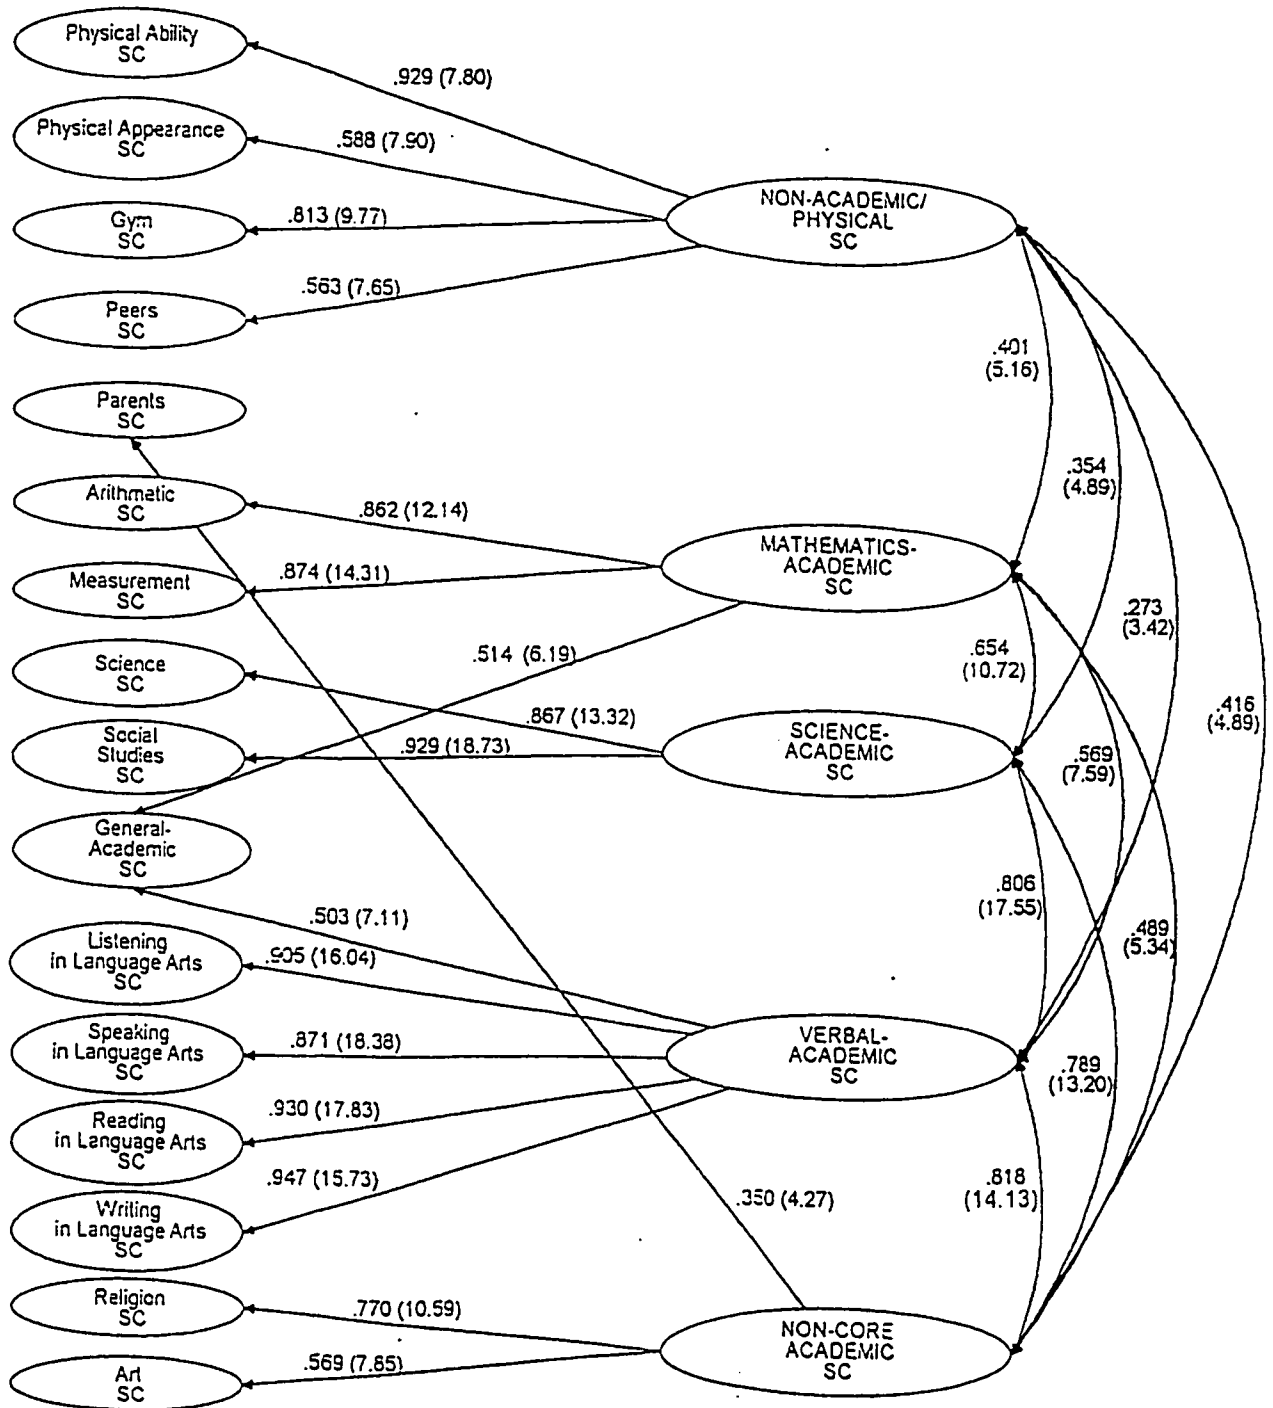 Physical Ability
SC
.929 (7.80)
Physical Appearance
SC
.588 (7.90)
Gym
SC
.813 (9.77)
Peers
SC
.563 (7.65)
NON-ACADEMIC/
PHYSICAL
SC
Parents
SC
.401
(5.16)
.354
(4.89)
.273
(3.42)
.416
(4.89)
Arithmetic
SC
.862 (12.14)
Measurement
SC
.874 (14.31)
MATHEMATICS-
ACADEMIC
SC
.514 (6.19)
.654
(10.72)
Science
SC
.867 (13.32)
Social
Studies
SC
.929 (18.73)
SCIENCE-
ACADEMIC
SC
.569
(7.59)
General-
Academic
SC
.503 (7.11)
.806
(17.55)
.489
(5.34)
Listening
in Language Arts
SC
.905 (16.04)
Speaking
in Language Arts
SC
.871 (18.38)
VERBAL-
ACADEMIC
SC
.789
(13.20)
Reading
in Language Arts
SC
.930 (17.83)
Writing
in Language Arts
SC
.947 (15.73)
.350 (4.27)
.818
(14.13)
Religion
SC
.770 (10.59)
Art
SC
.569 (7.85)
NON-CORE
ACADEMIC
SC